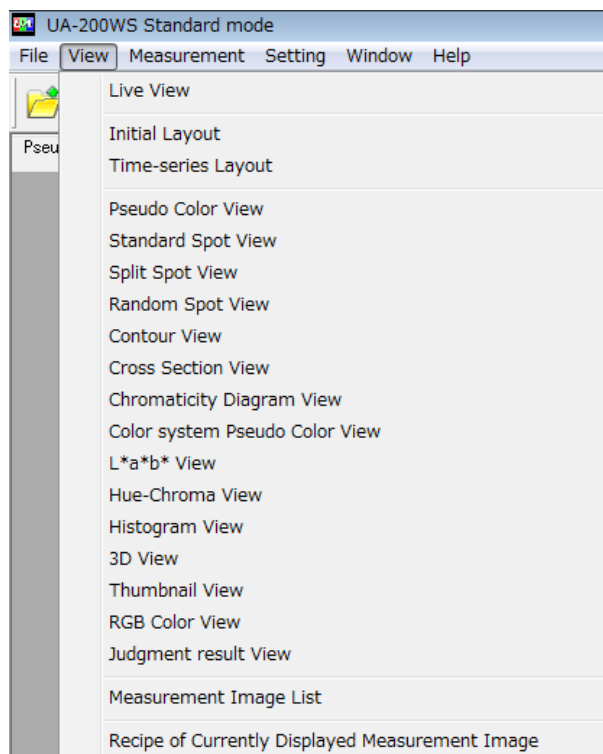 UA-200WS Standard mode
File View Measurement Setting Window Help
Live View
Initial Layout
Pseu
Time-series Layout
Pseudo Color View
Standard Spot View
Split Spot View
Random Spot View
Contour View
Cross Section View
Chromaticity Diagram View
Color system Pseudo Color View
L*a*b* View
Hue-Chroma View
Histogram View
3D View
Thumbnail View
RGB Color View
Judgment result View
Measurement Image List
Recipe of Currently Displayed Measurement Image